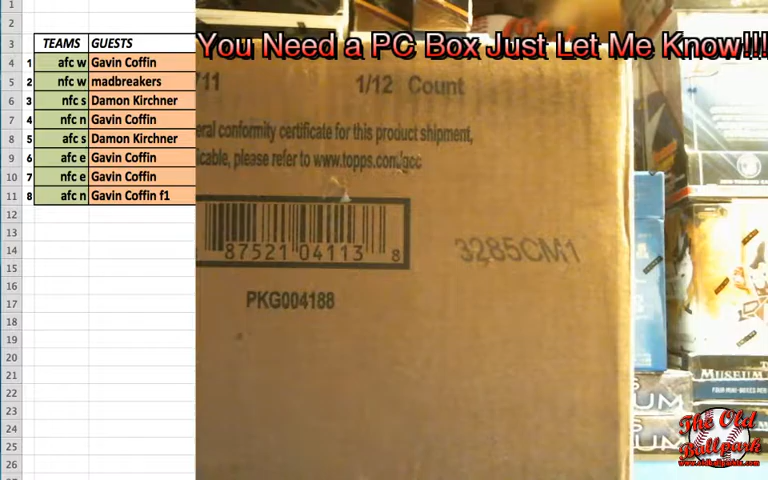 You Need a PC Box Just Let Me Know!!!
TEAMS GUESTS
1 afc w Gavin Coffin
2 nfc w madbreakers
3 nfc s Damon Kirchner
4 nfc n Gavin Coffin
5 afc s Damon Kirchner
6 afc e Gavin Coffin
7 nfc e Gavin Coffin
8 afc n Gavin Coffin f1
1
2
3
4
5
6
7
8
9
10
11
12
13
14
15
16
17
18
19
20
21
22
23
24
25
26
711 1/12 Count
eral conformity certificate for this product shipment,
icable, please refer to www.topps.com/gcc
87521 04113 8
3285CM1
PKG004188
MUSEUM
UM
UM
The Old
Ballpark